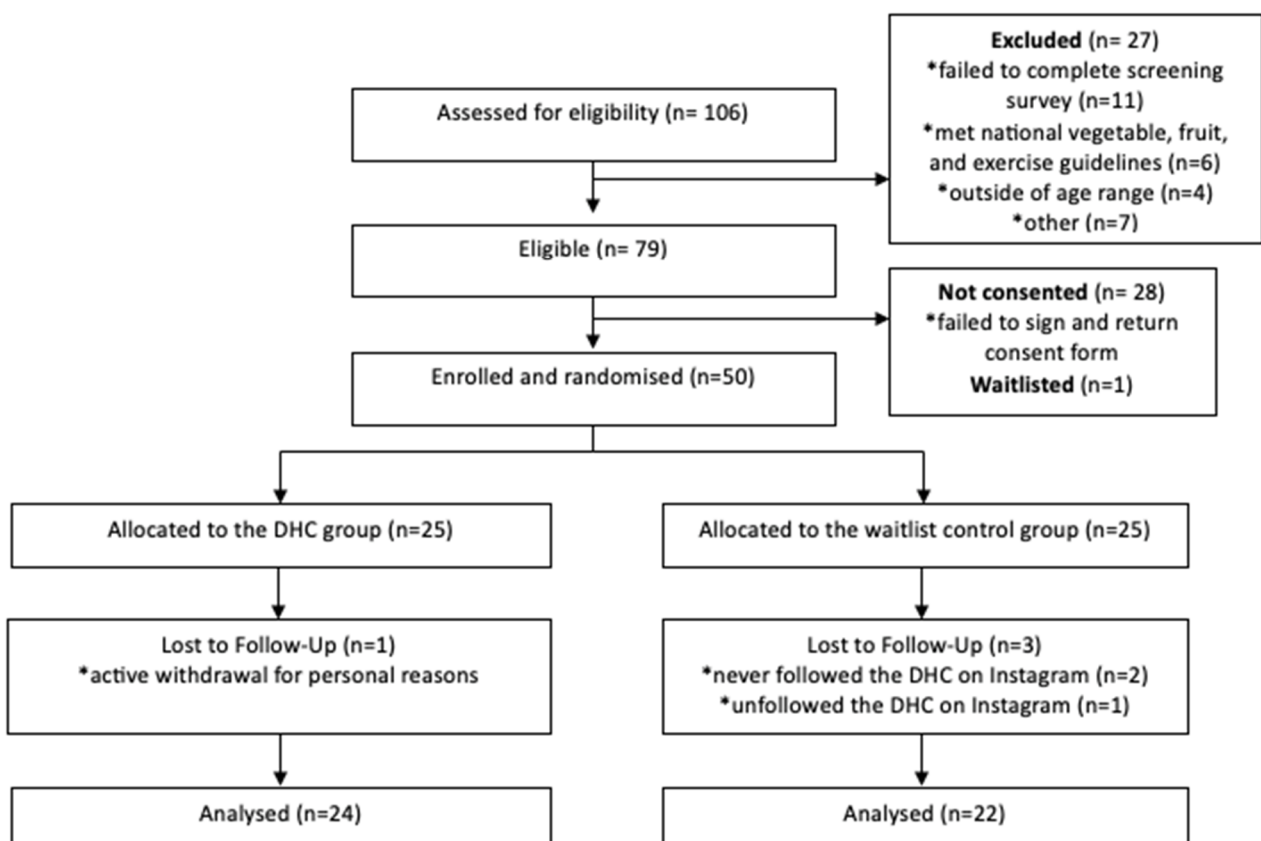 Assessed for eligibility (n= 106)
Excluded (n= 27)
*failed to complete screening
survey (n=11)
*met national vegetable, fruit,
and exercise guidelines (n=6)
*outside of age range (n=4)
*other (n=7)
Eligible (n= 79)
Not consented (n= 28)
*failed to sign and return
consent form
Waitlisted (n=1)
Enrolled and randomised (n=50)
Allocated to the DHC group (n=25)
Allocated to the waitlist control group (n=25)
Lost to Follow-Up (n=1)
*active withdrawal for personal reasons
Lost to Follow-Up (n=3)
*never followed the DHC on Instagram (n=2)
*unfollowed the DHC on Instagram (n=1)
Analysed (n=24)
Analysed (n=22)